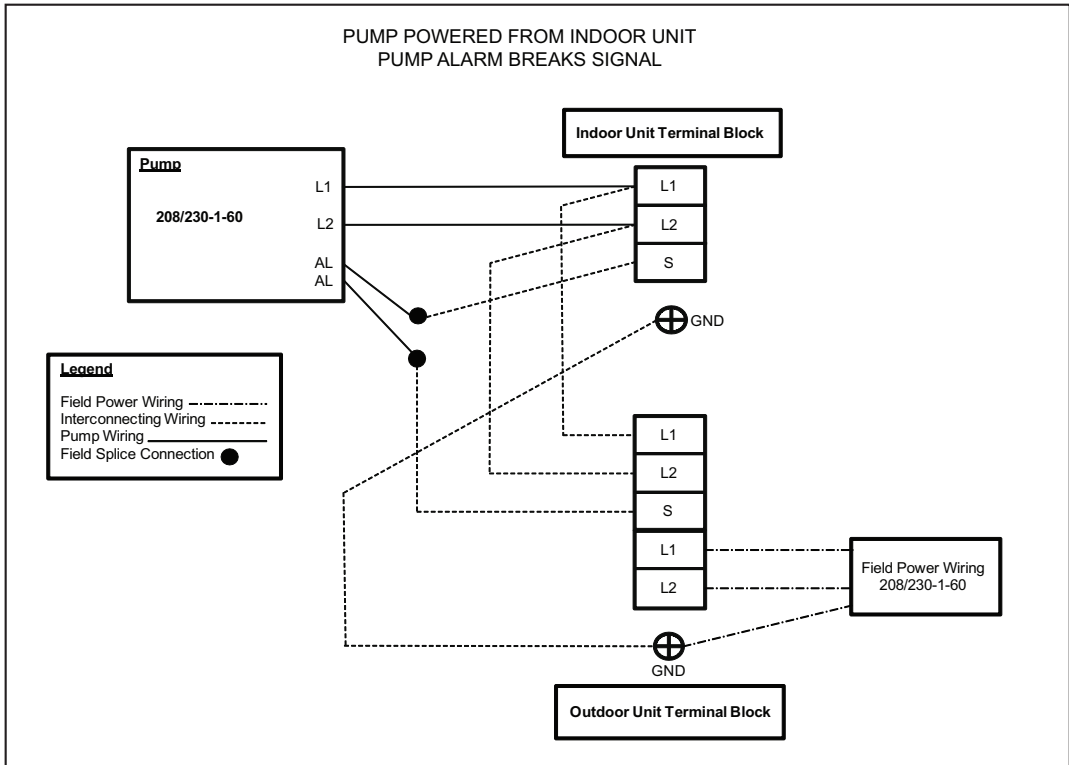 PUMP POWERED FROM INDOOR UNIT
PUMP ALARM BREAKS SIGNAL
Indoor Unit Terminal Block
Pump
208/230-1-60
L1
L2
AL
AL
L1
L2
S
GND
Legend
Field Power Wiring
Interconnecting Wiring
Pump Wiring
Field Splice Connection
L1
L2
S
L1
L2
Field Power Wiring
208/230-1-60
GND
Outdoor Unit Terminal Block